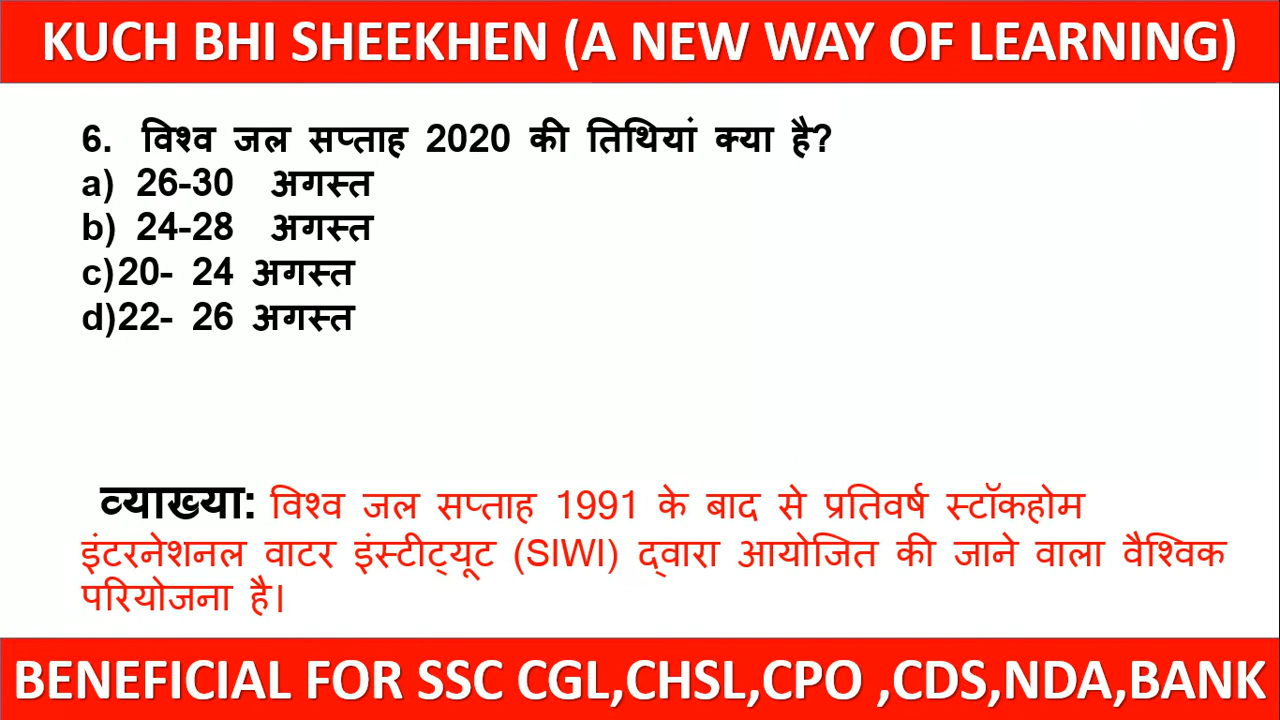 KUCH BHI SHEEKHEN (A NEW WAY OF LEARNING)
6. विश्व जल सप्ताह 2020 की तिथियां क्या है?
a) 26-30 अगस्त
b) 24-28 अगस्त
c)20- 24 अगस्त
d)22- 26 अगस्त
व्याख्या: विश्व जल सप्ताह 1991 के बाद से प्रतिवर्ष स्टॉकहोम
इंटरनेशनल वाटर इंस्टीट्यूट (SIWI) द्वारा आयोजित की जाने वाला वैश्विक
परियोजना है।
BENEFICIAL FOR SSC CGL,CHSL,CPO ,CDS,NDA,BANK